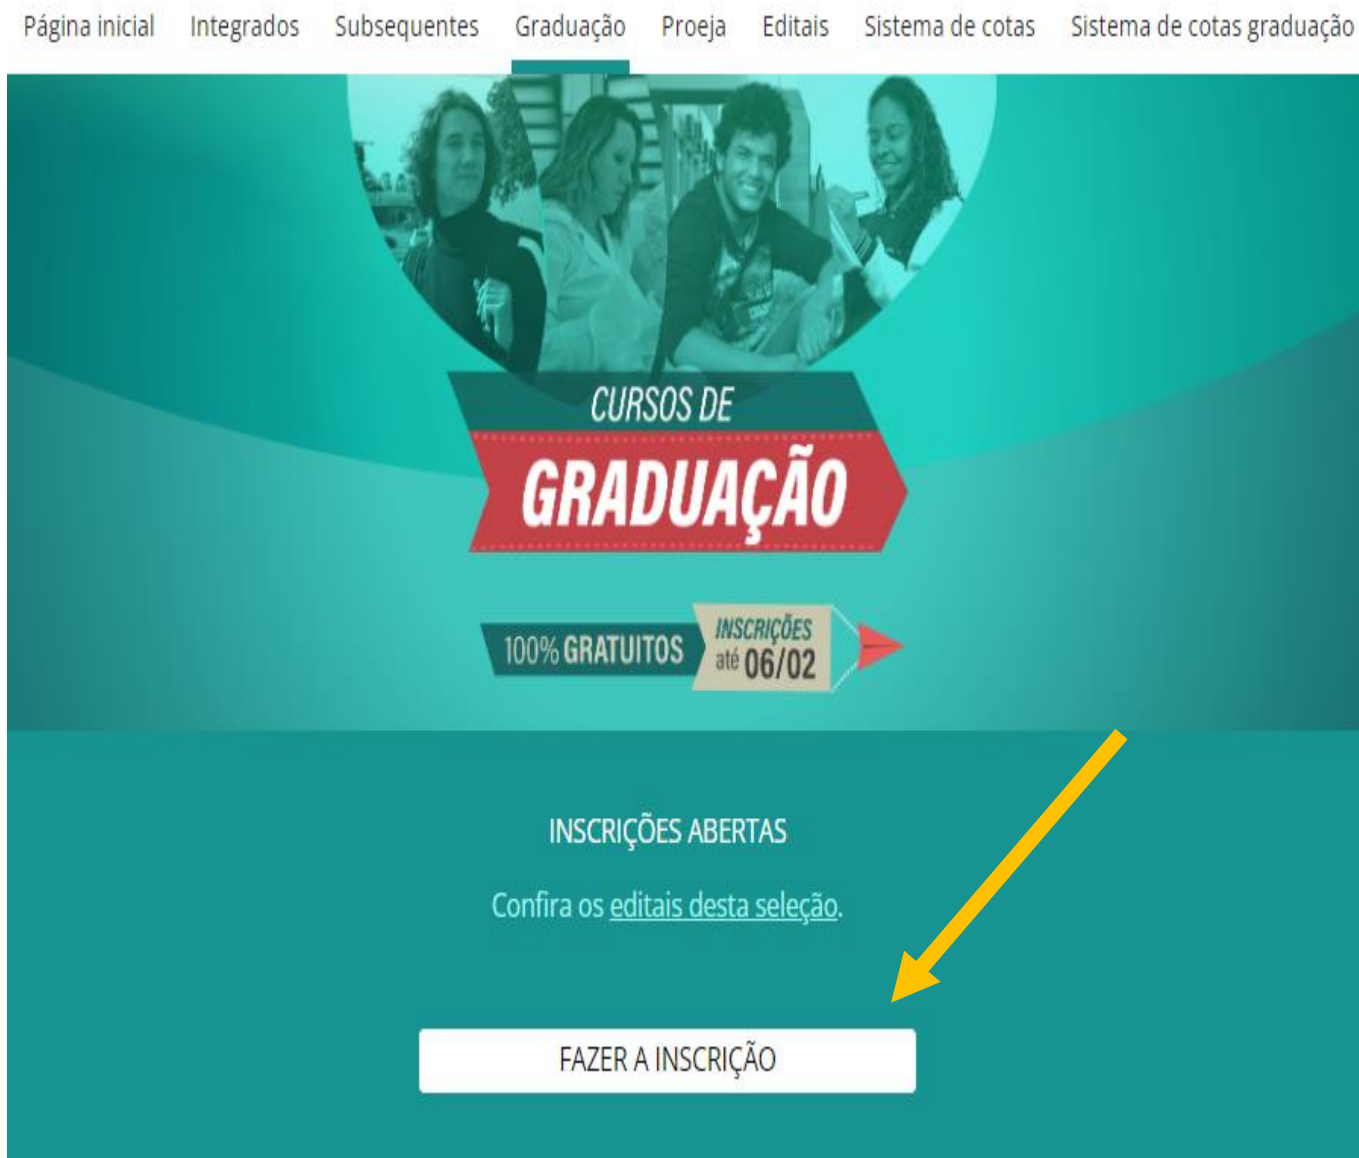 Página inicial Integrados Subsequentes Graduação Proeja Editais Sistema de cotas Sistema de cotas graduação
CURSOS DE
GRADUAÇÃO
100% GRATUITOS
INSCRIÇÕES
até 06/02
INSCRIÇÕES ABERTAS
Confira os editais desta seleção.
FAZER A INSCRIÇÃO